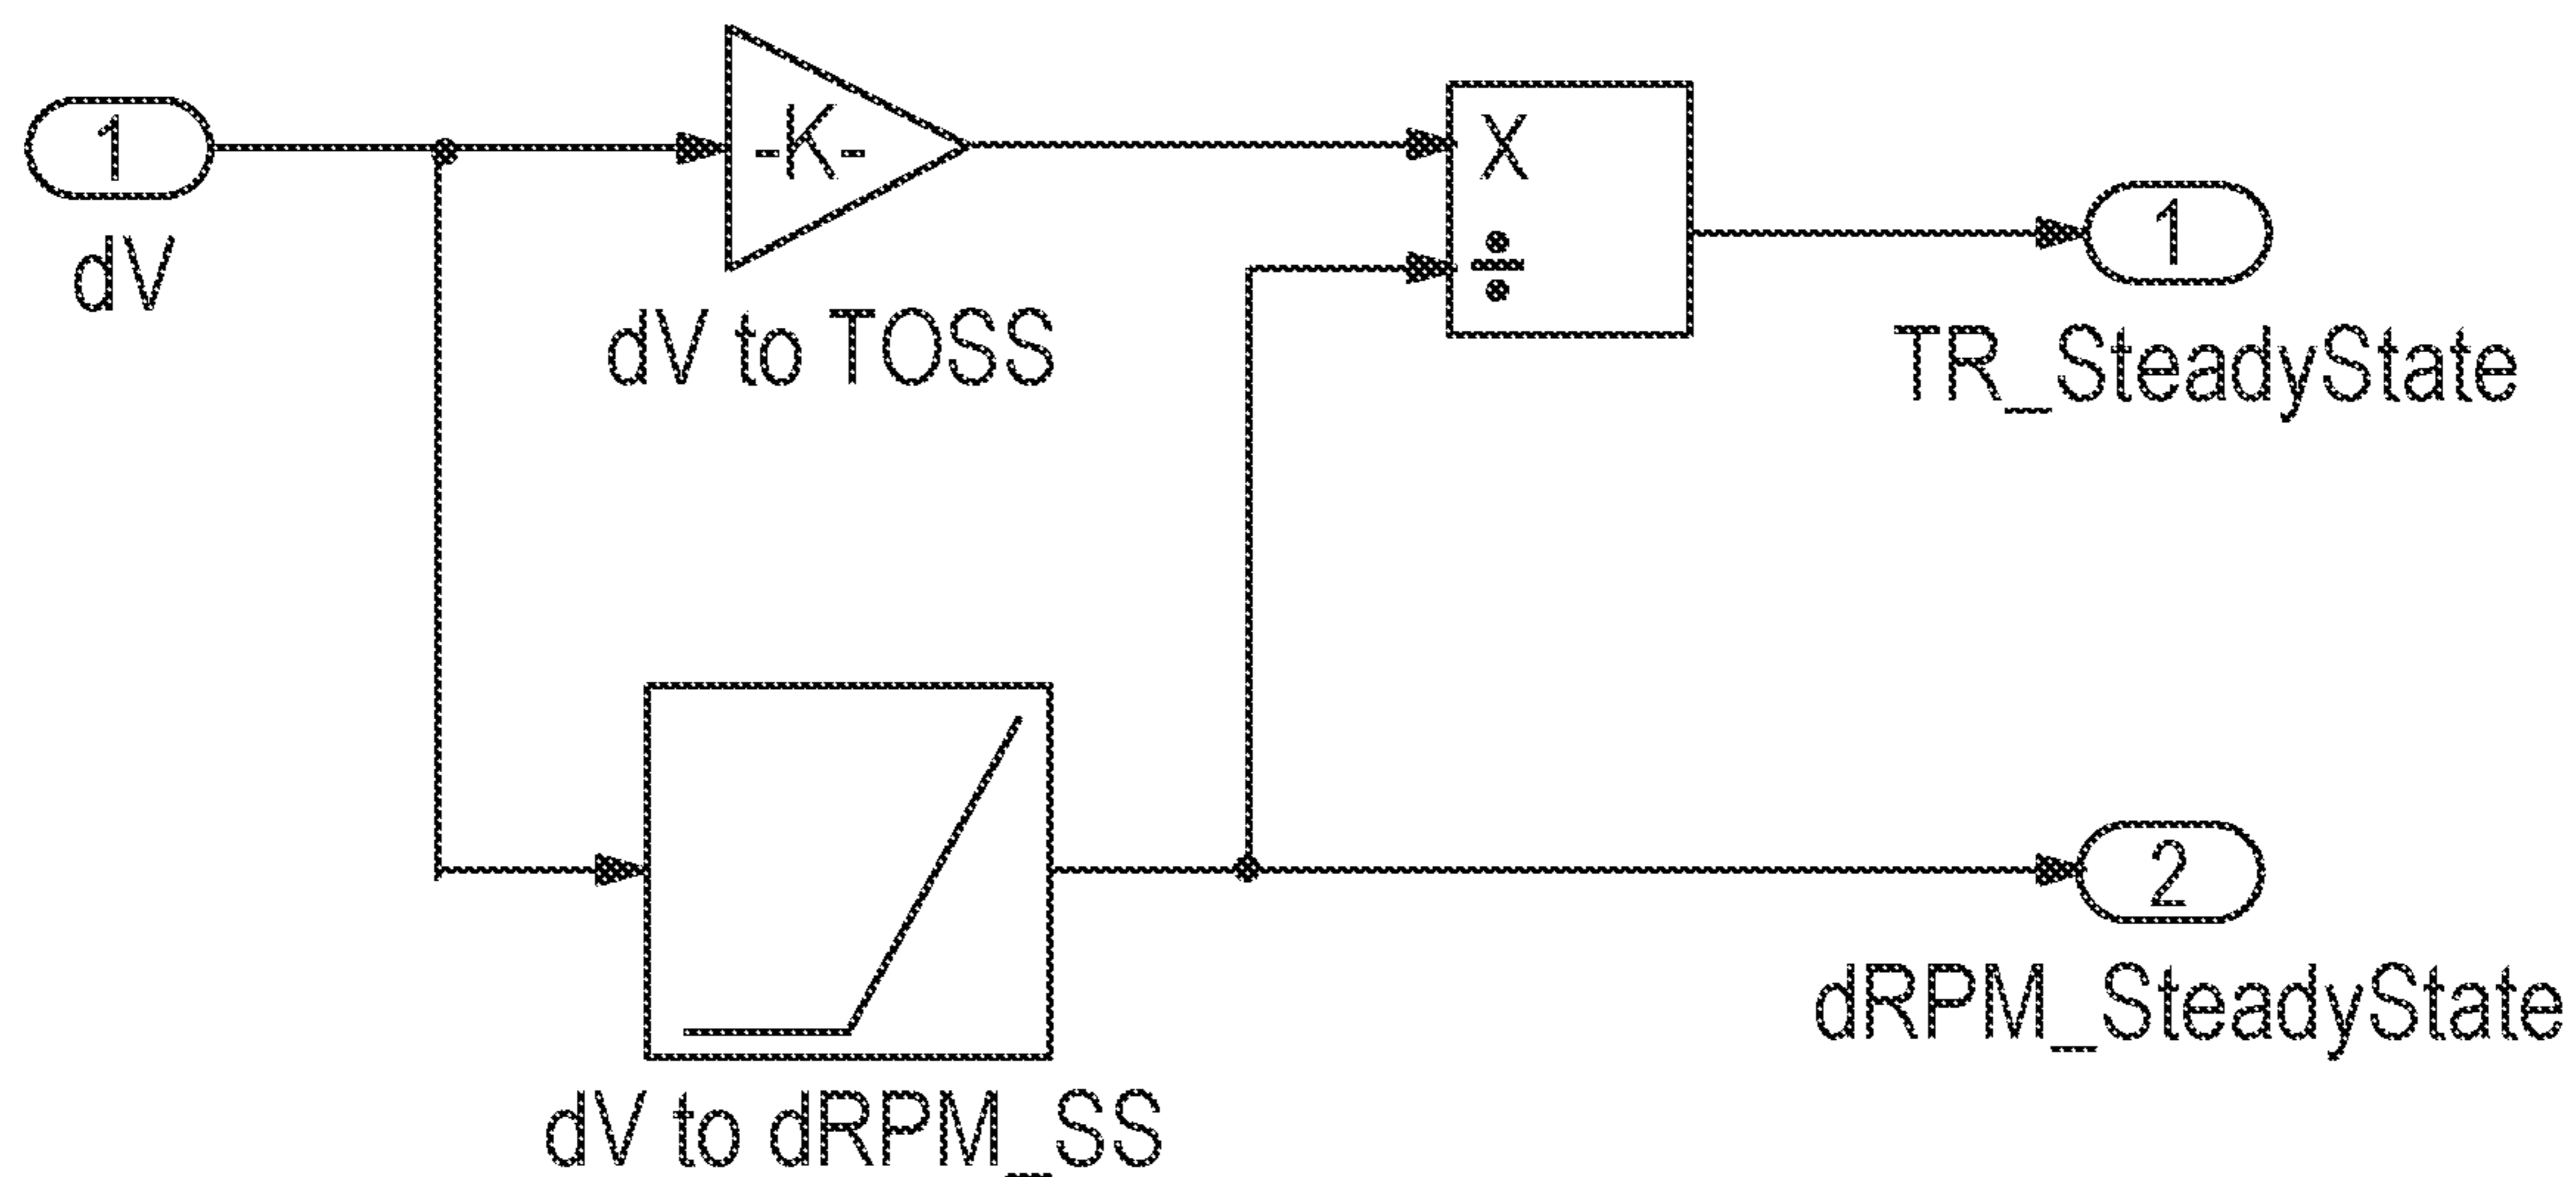 1
dV
-K-
dV to TOSS
X
÷
1
TR_SteadyState
dV to dRPM_SS
2
dRPM_SteadyState